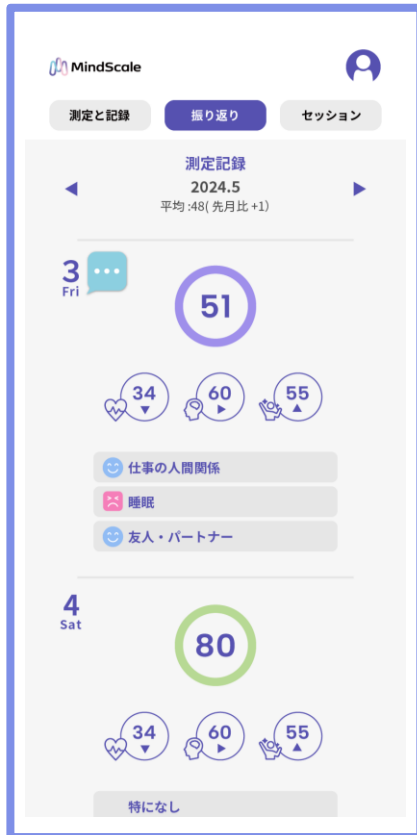 MindScale
測定と記録 振り返り セッション
測定記録
◀ 2024.5 ▶
平均:48(先月比+1)
3
Fri
51
34 60 55
▼ ▶ ▲
仕事の人間関係
睡眠
友人・パートナー
4
Sat
80
34 60 55
▼ ▶ ▲
特になし